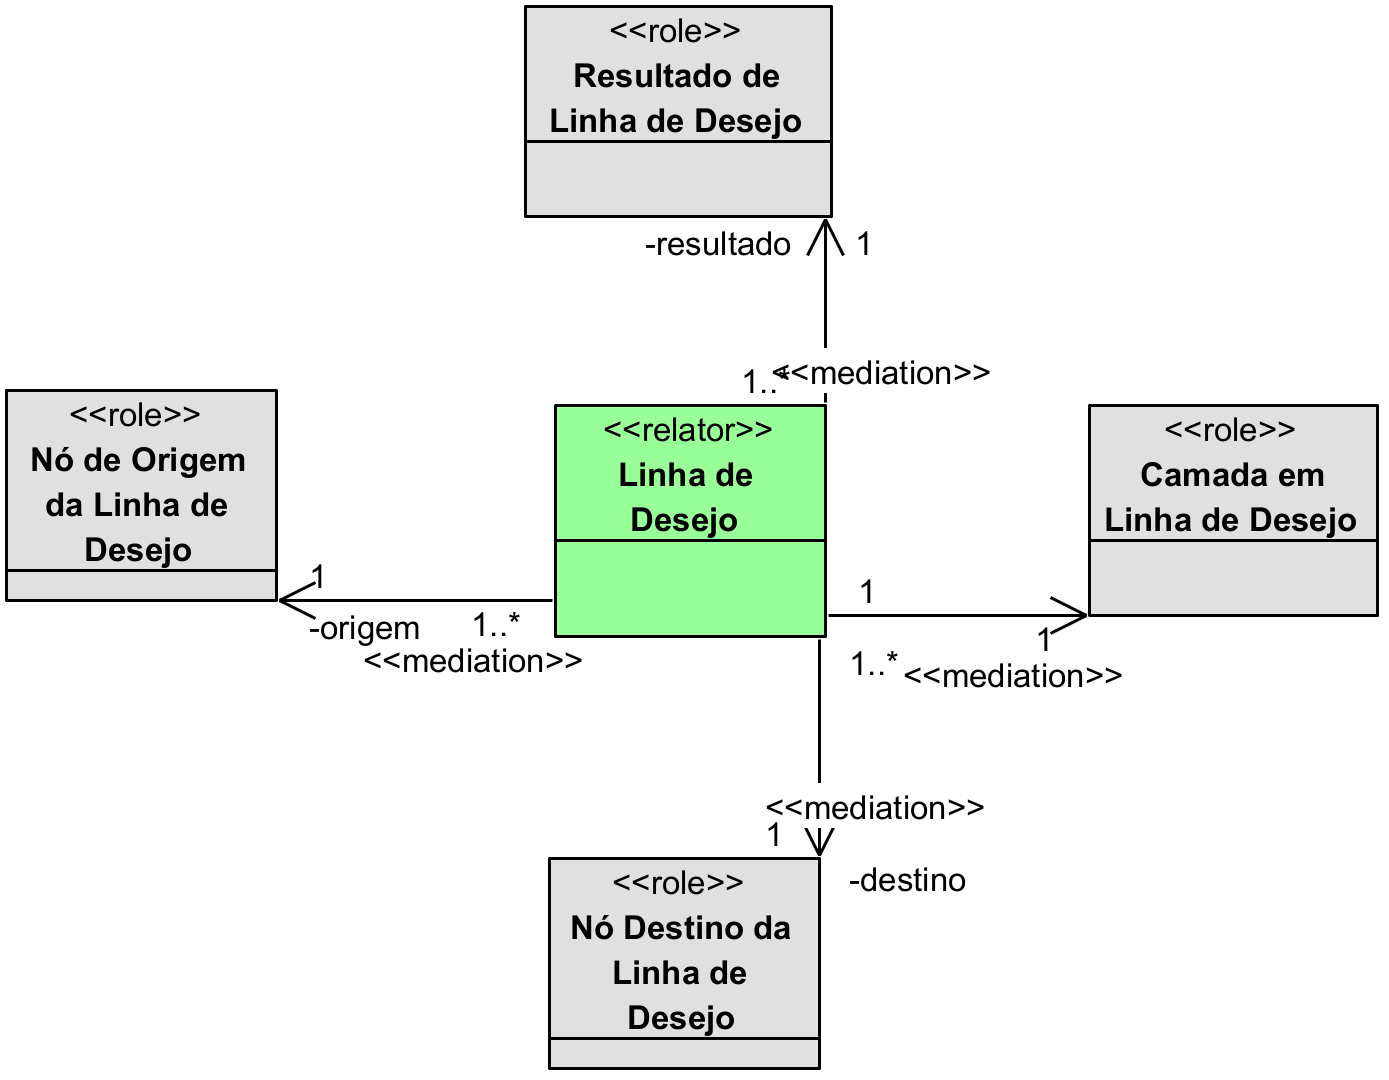 <<role>>
Resultado de
Linha de Desejo
-resultado
1
1..*
<<mediation>>
<<role>>
Nó de Origem
da Linha de
Desejo
<<relator>>
Linha de
Desejo
<<role>>
Camada em
Linha de Desejo
1
-origem
1..*
<<mediation>>
1
1
1..*
<<mediation>>
<<mediation>>
1
-destino
<<role>>
Nó Destino da
Linha de
Desejo